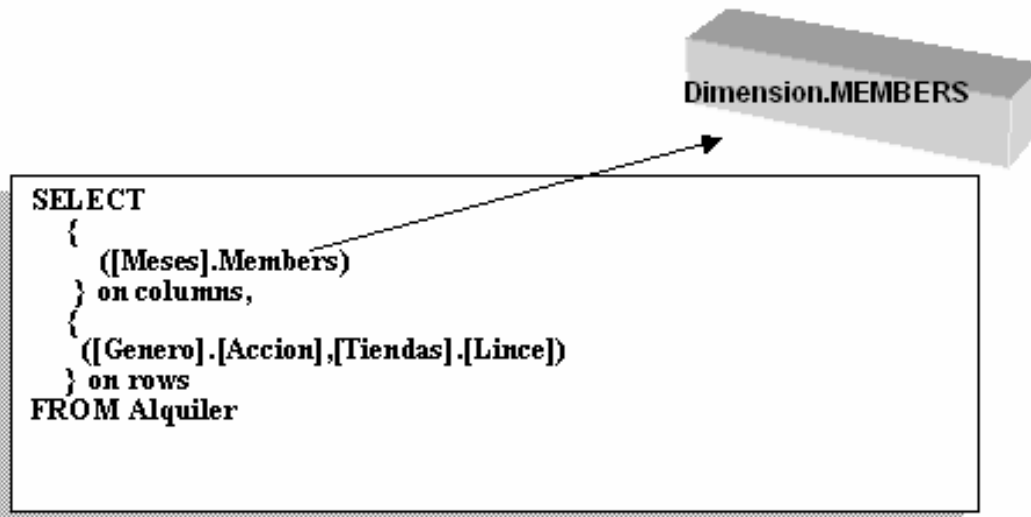 Dimension.MEMBERS
SELECT
{
([Meses].Members)
} on columns,
{
([Genero].[Accion],[Tiendas].[Lince])
} on rows
FROM Alquiler